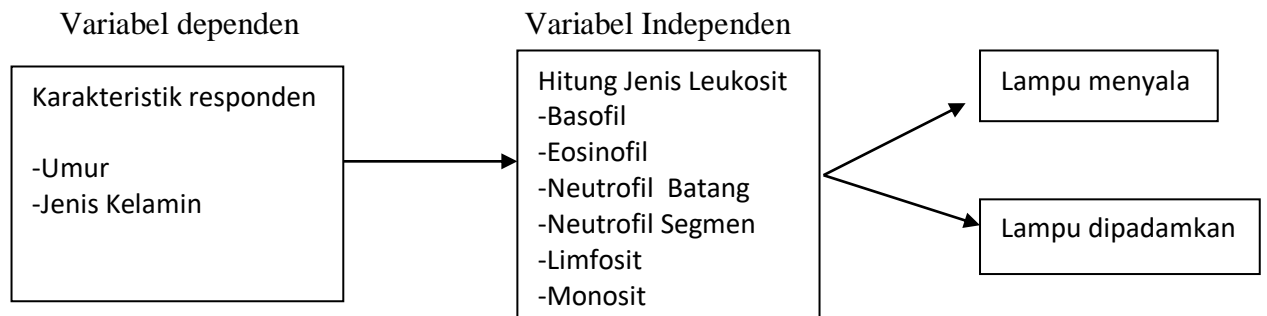 Variabel dependen
Variabel Independen
Karakteristik responden
-Umur
-Jenis Kelamin
Hitung Jenis Leukosit
-Basofil
-Eosinofil
-Neutrofil Batang
-Neutrofil Segmen
-Limfosit
-Monosit
Lampu menyala
Lampu dipadamkan